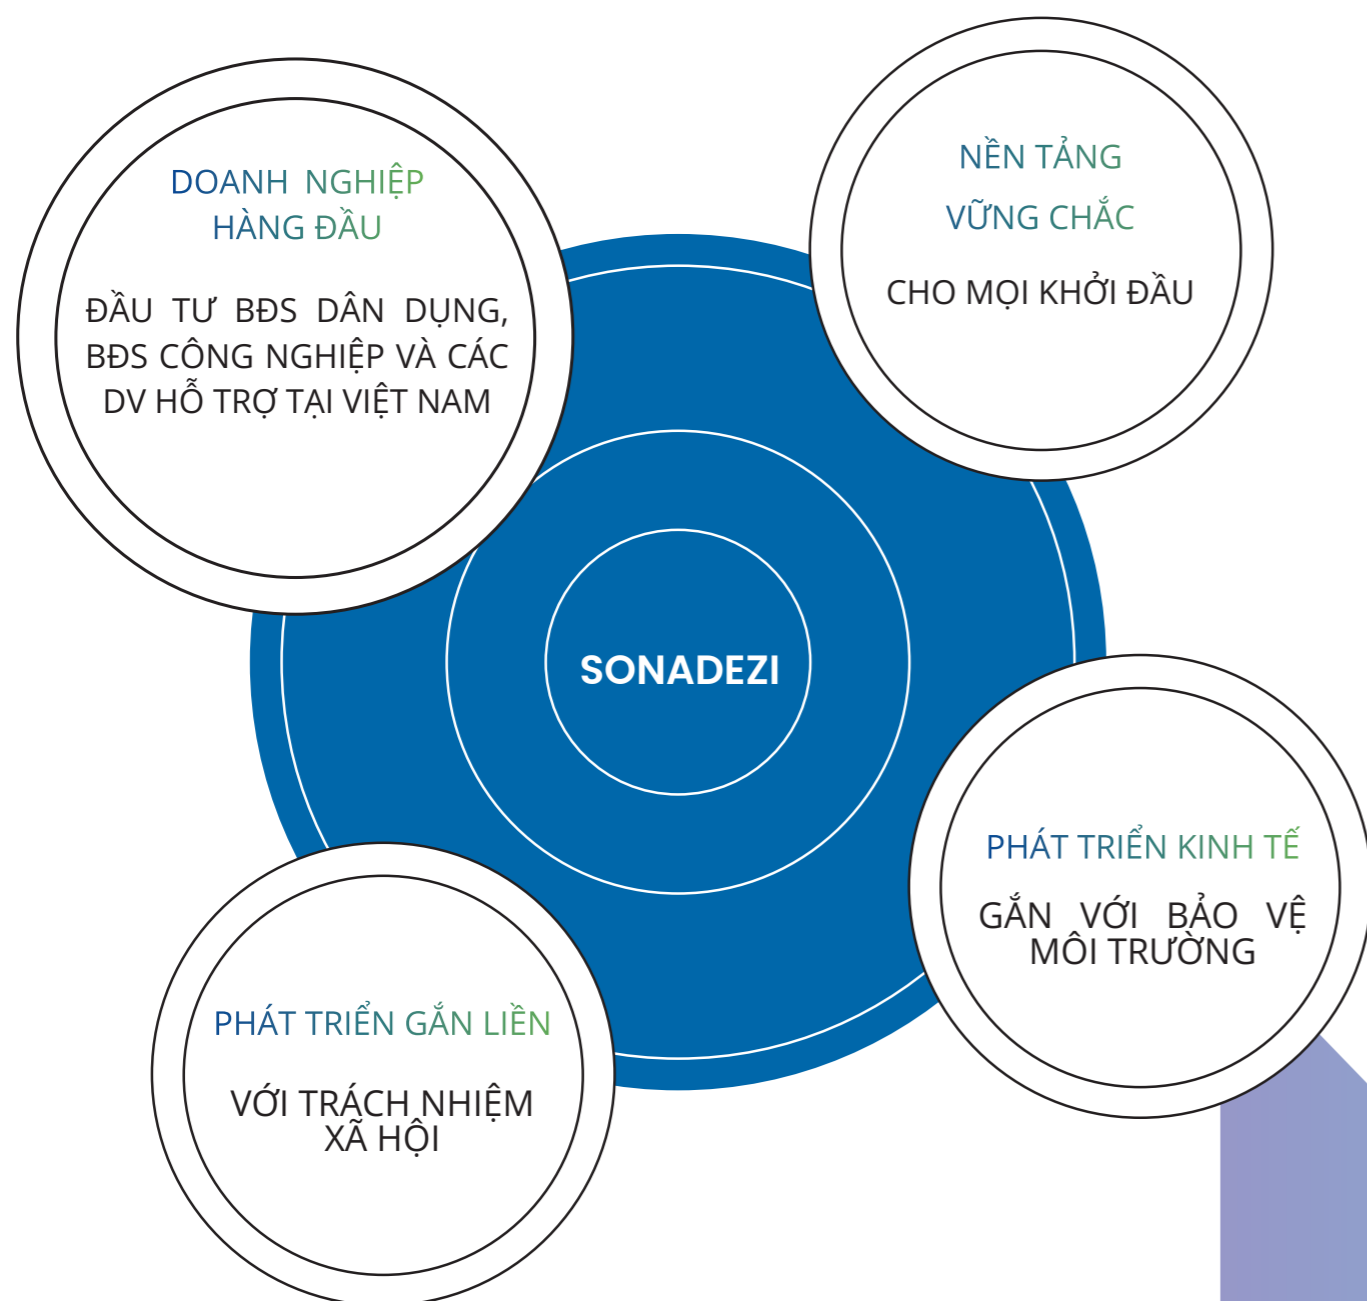 DOANH NGHIỆP
HÀNG ĐẦU
ĐẦU TƯ BĐS DÂN DỤNG,
BĐS CÔNG NGHIỆP VÀ CÁC
DV HỖ TRỢ TẠI VIỆT NAM
NỀN TẢNG
VỮNG CHẮC
CHO MỌI KHỞI ĐẦU
SONADEZI
PHÁT TRIỂN KINH TẾ
GẮN VỚI BẢO VỆ
MÔI TRƯỜNG
PHÁT TRIỂN GẮN LIỀN
VỚI TRÁCH NHIỆM
XÃ HỘI